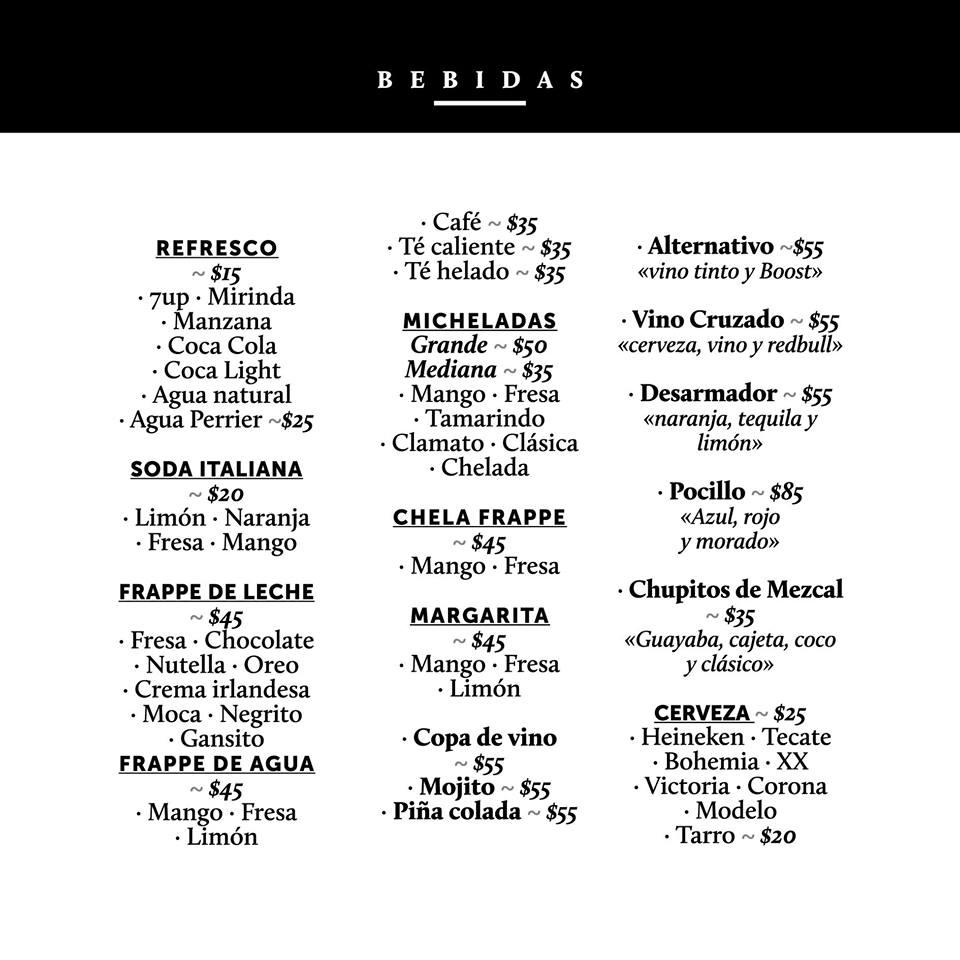 BEBIDAS
REFRESCO
~ $15
· 7up · Mirinda
· Manzana
· Coca Cola
· Coca Light
· Agua natural
· Agua Perrier ~$25
SODA ITALIANA
~ $20
· Limón · Naranja
· Fresa · Mango
FRAPPE DE LECHE
~ $45
· Fresa · Chocolate
· Nutella · Oreo
· Crema irlandesa
· Moca · Negrito
· Gansito
FRAPPE DE AGUA
~ $45
· Mango · Fresa
· Limón
· Café ~ $35
· Té caliente ~ $35
· Té helado ~ $35
MICHELADAS
Grande ~ $50
Mediana ~ $35
· Mango · Fresa
· Tamarindo
· Clamato · Clásica
· Chelada
CHELA FRAPPE
~ $45
· Mango · Fresa
MARGARITA
~ $45
· Mango · Fresa
· Limón
· Copa de vino
~ $55
· Mojito ~ $55
· Piña colada ~ $55
· Alternativo ~$55
«vino tinto y Boost»
· Vino Cruzado ~ $55
«cerveza, vino y redbull»
· Desarmador ~ $55
«naranja, tequila y
limón»
· Pocillo ~ $85
«Azul, rojo
y morado»
· Chupitos de Mezcal
~ $35
«Guayaba, cajeta, coco
y clásico»
CERVEZA ~ $25
· Heineken · Tecate
· Bohemia · XX
· Victoria · Corona
· Modelo
· Tarro ~ $20